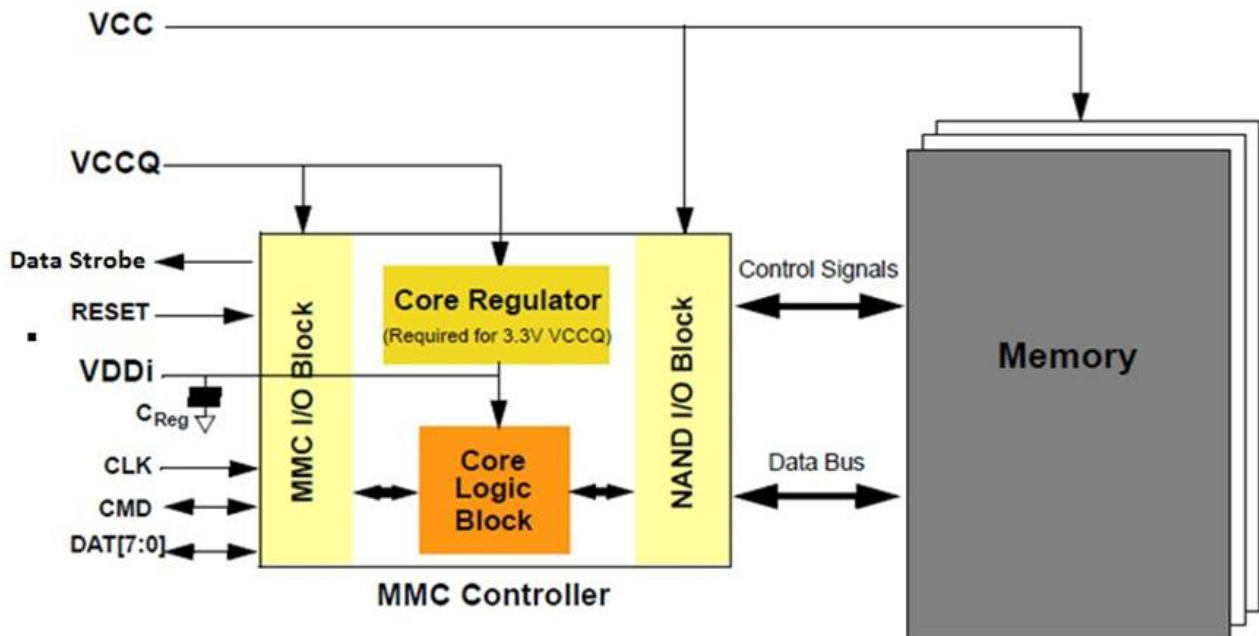 VCC
VCCQ
Data Strobe
RESET
VDDi
C Reg
CLK
CMD
DAT[7:0]
MMC I/O Block
Core Regulator
(Required for 3.3V VCCQ)
Core
Logic
Block
NAND I/O Block
MMC Controller
Control Signals
Data Bus
Memory